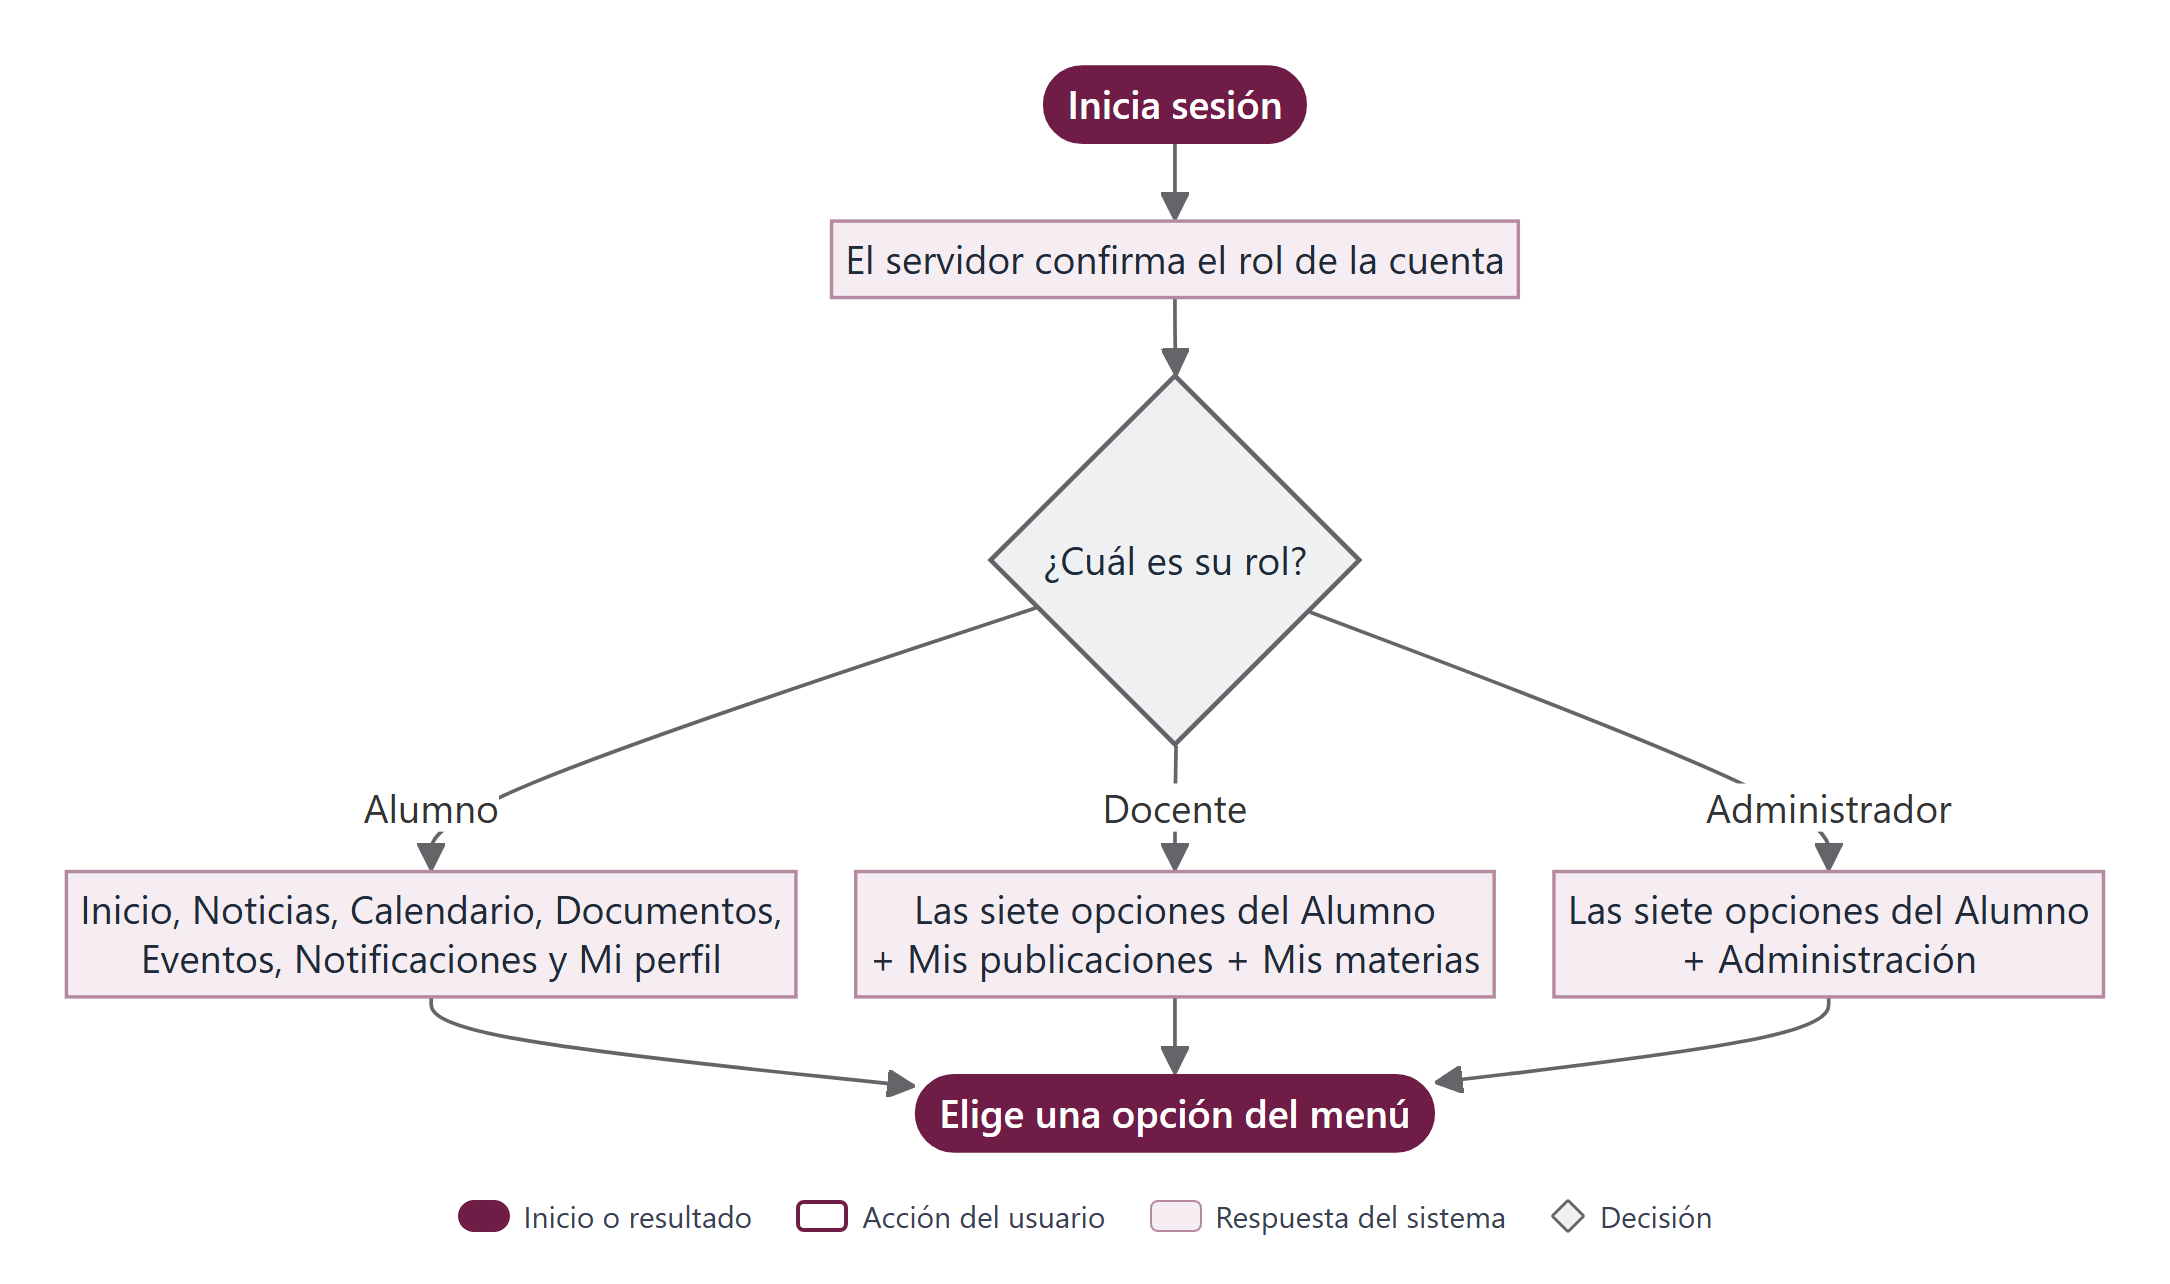 Inicia sesión
El servidor confirma el rol de la cuenta
¿Cuál es su rol?
Alumno
Docente
Administrador
Inicio, Noticias, Calendario, Documentos,
Eventos, Notificaciones y Mi perfil
Las siete opciones del Alumno
+ Mis publicaciones + Mis materias
Las siete opciones del Alumno
+ Administración
Elige una opción del menú
Inicio o resultado
Acción del usuario
Respuesta del sistema
Decisión